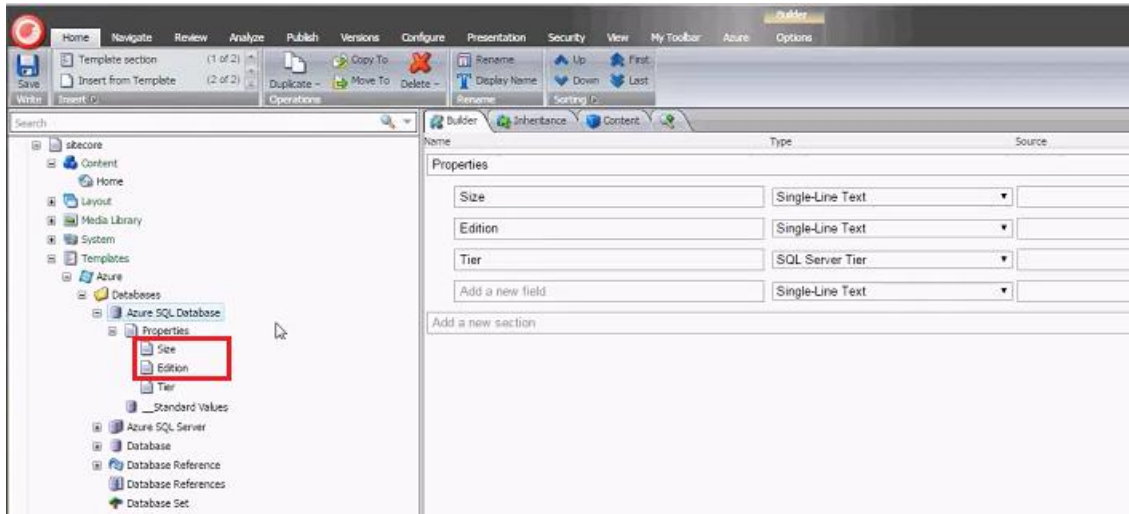 Builder
Home Navigate Review Analyze Publish Versions Configure Presentation Security View My Toolbar Azure Options
Template section (1 of 2) Copy To Rename Up First
Save Insert from Template (2 of 2) Duplicate Move To Delete Display Name Down Last
Write Insert Operations Rename Sorting
Search Builder Inheritance Content
sitecore Name Type Source
Content Properties
Home
Layout Size Single-Line Text
Media Library Edition Single-Line Text
System
Templates Tier SQL Server Tier
Azure
Databases Add a new field Single-Line Text
Azure SQL Database Add a new section
Properties
Size
Edition
Tier
__Standard Values
Azure SQL Server
Database
Database Reference
Database References
Database Set